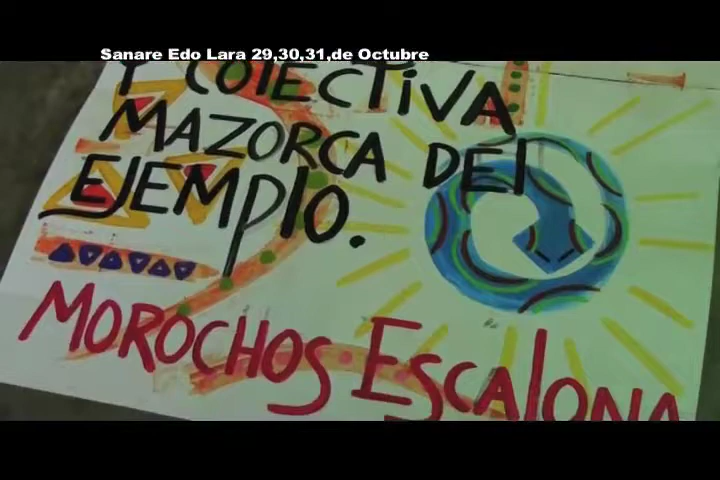 Sanare Edo Lara 29,30,31,de Octubre
Y COlECTiVA
MAZORCA DEl
EJEMplO.
MOROCHOS ESCAlONA